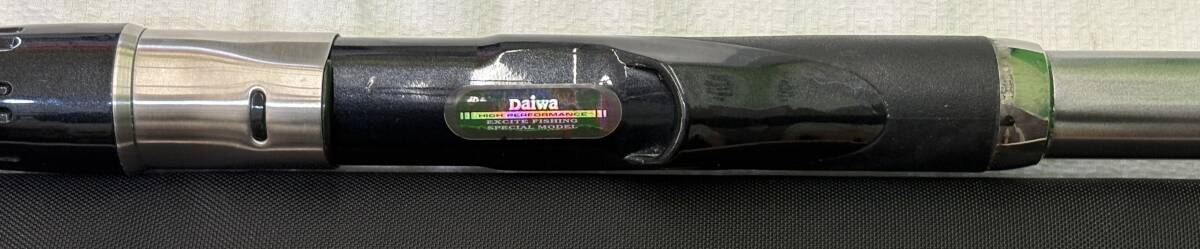 Daiwa
HIGH PERFORMANCE
EXCITE FISHING
SPECIAL MODEL